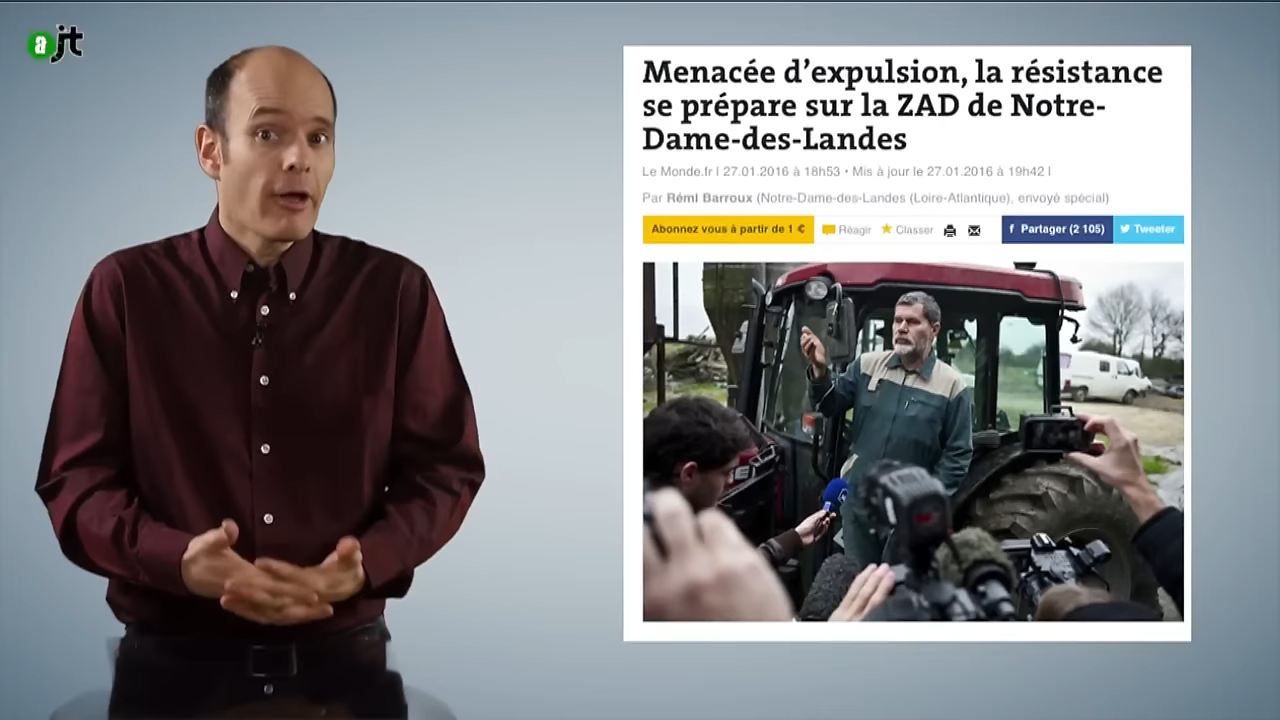 ajt
Menacée d’expulsion, la résistance
se prépare sur la ZAD de Notre-
Dame-des-Landes
Le Monde.fr | 27.01.2016 à 18h53 • Mis à jour le 27.01.2016 à 19h42 |
Par Rémi Barroux (Notre-Dame-des-Landes (Loire-Atlantique), envoyé spécial)
Abonnez vous à partir de 1 € Réagir Classer f Partager (2 105) Tweeter